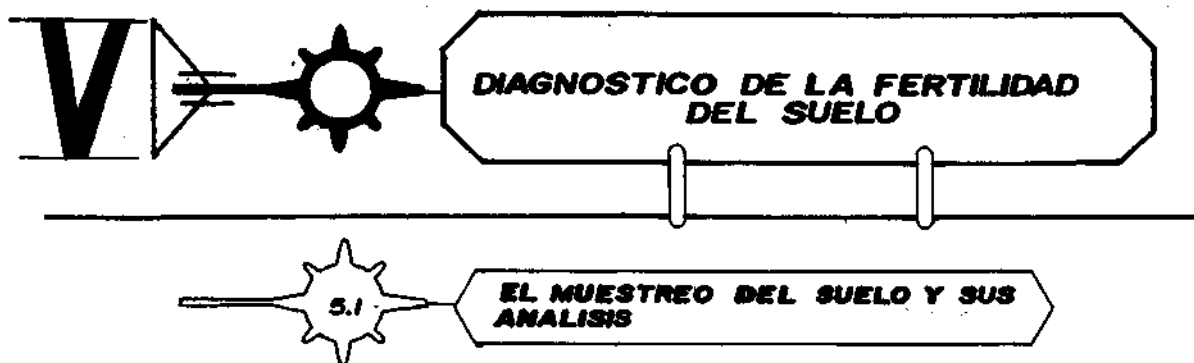 V
DIAGNOSTICO DE LA FERTILIDAD
DEL SUELO
5.1
EL MUESTREO DEL SUELO Y SUS
ANALISIS